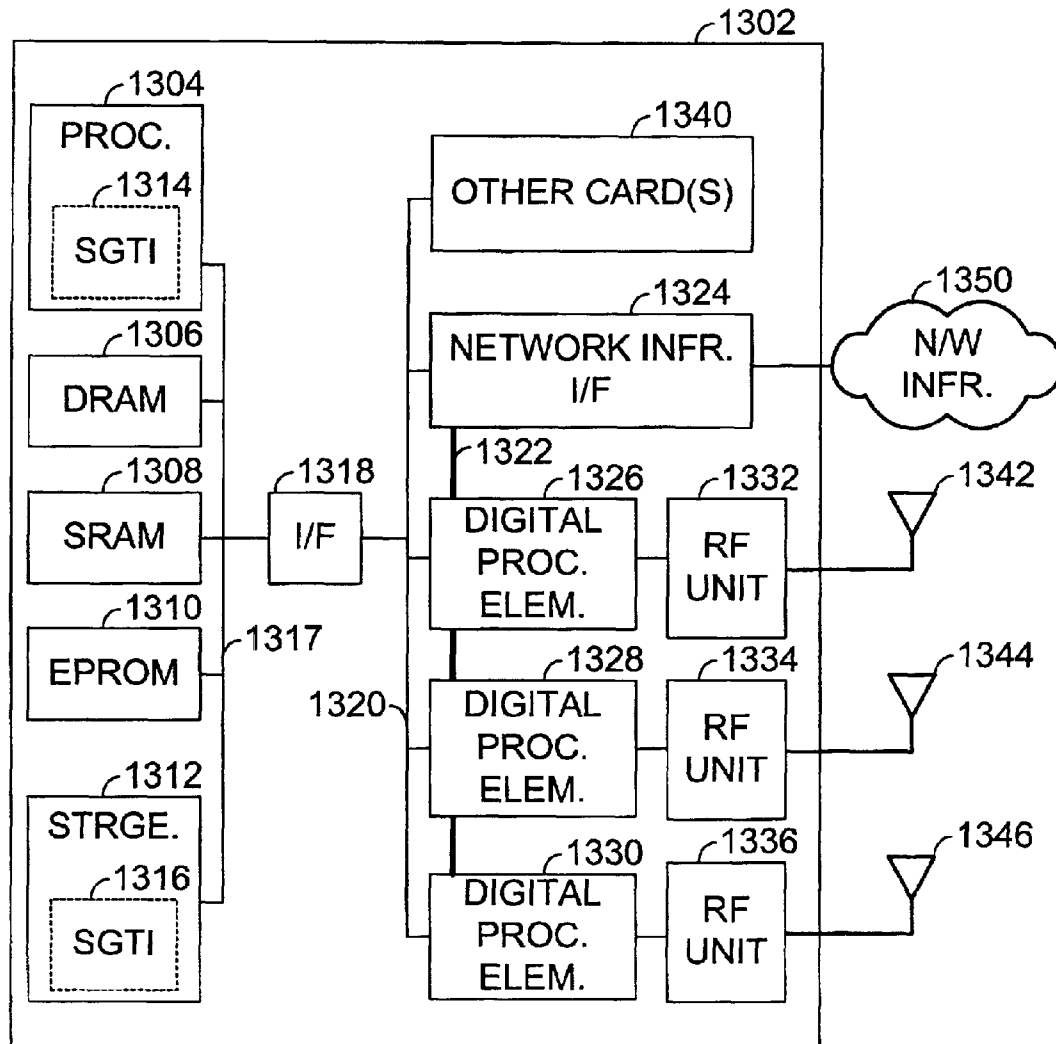 1302
1304
PROC.
1314
SGTI
1306
DRAM
1308
SRAM
1310
EPROM
1317
1312
STRGE.
1316
SGTI
1318
I/F
1320
1340
OTHER CARD(S)
1324
NETWORK INFR.
I/F
1350
N/W
INFR.
1322
1326
DIGITAL
PROC.
ELEM.
1332
RF
UNIT
1342
1328
DIGITAL
PROC.
ELEM.
1334
RF
UNIT
1344
1330
DIGITAL
PROC.
ELEM.
1336
RF
UNIT
1346